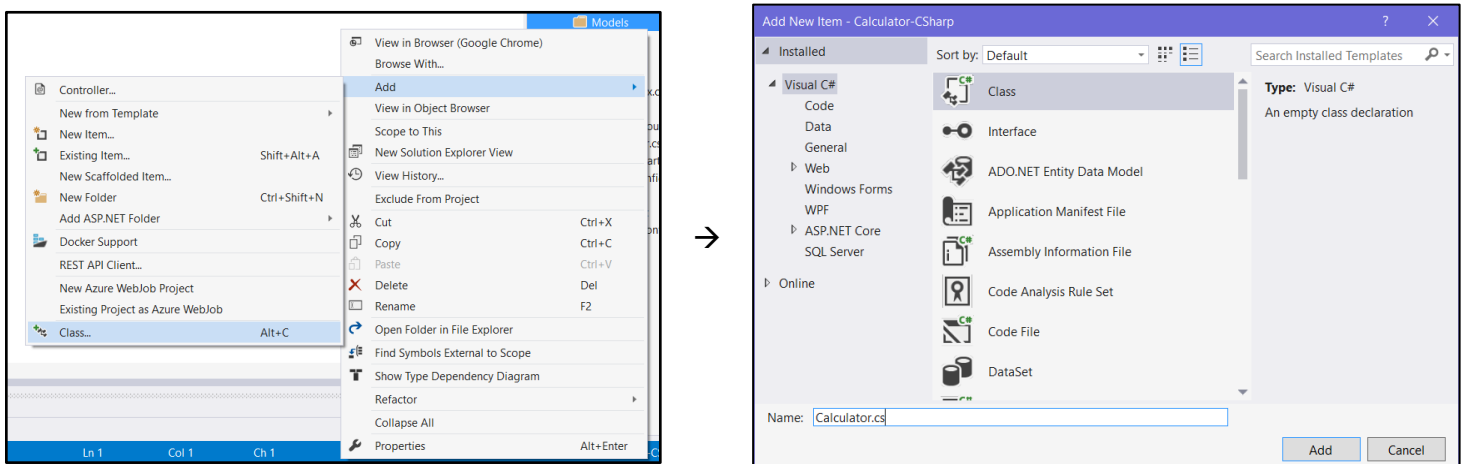 Models
View in Browser (Google Chrome)
Browse With...
Add
View in Object Browser
Scope to This
New Solution Explorer View
View History...
Exclude From Project
Cut Ctrl+X
Copy Ctrl+C
Paste Ctrl+V
Delete Del
Rename F2
Open Folder in File Explorer
Find Symbols External to Scope
Show Type Dependency Diagram
Refactor
Collapse All
Properties Alt+Enter
Controller...
New from Template
New Item...
Existing Item... Shift+Alt+A
New Scaffolded Item...
New Folder Ctrl+Shift+N
Add ASP.NET Folder
Docker Support
REST API Client...
New Azure WebJob Project
Existing Project as Azure WebJob
Class... Alt+C
Ln 1 Col 1 Ch 1
→
Add New Item - Calculator-CSharp
Installed
Sort by: Default
Search Installed Templates
Visual C#
Code
Data
General
Web
Windows Forms
WPF
ASP.NET Core
SQL Server
Online
Class
Interface
ADO.NET Entity Data Model
Application Manifest File
Assembly Information File
Code Analysis Rule Set
Code File
DataSet
Type: Visual C#
An empty class declaration
Name: Calculator.cs
Add Cancel